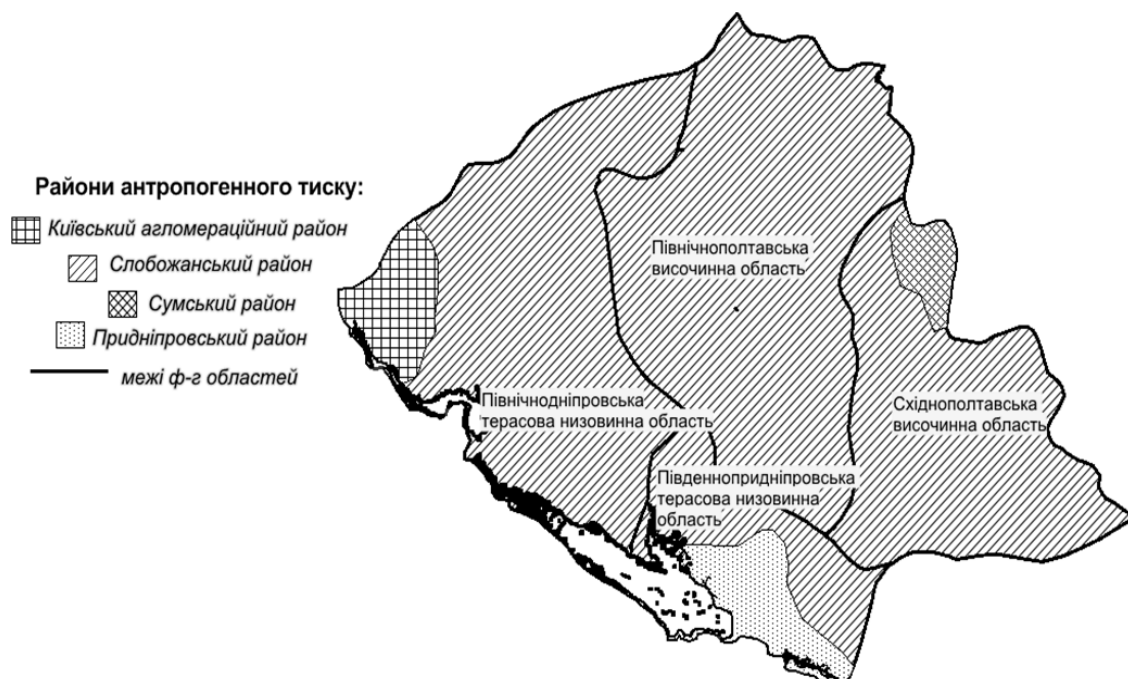 Райони антропогенного тиску:
Київський агломераційний район
Слобожанський район
Сумський район
Придніпровський район
межі ф-г областей
Північнополтавська
височинна область
Північнодніпровська
терасова низовинна область
Східнополтавська
височинна область
Південнопридніпровська
терасова низовинна
область